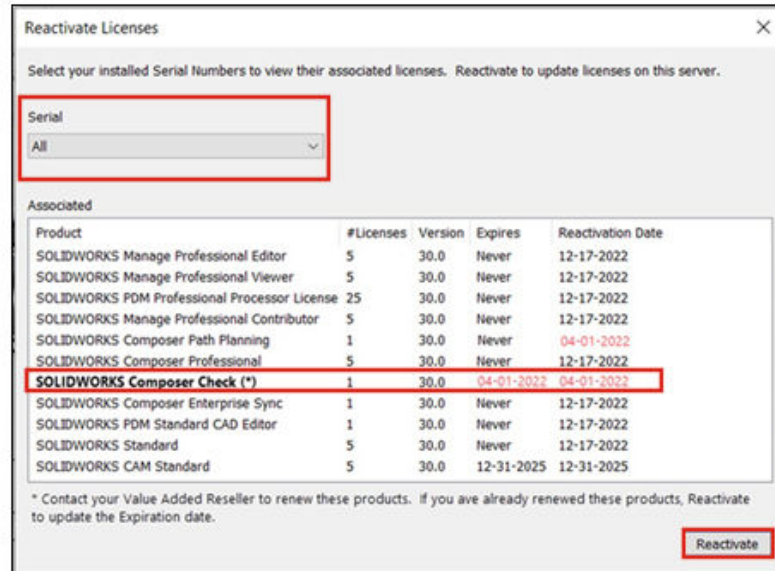 Reactivate Licenses
Select your installed Serial Numbers to view their associated licenses. Reactivate to update licenses on this server.
Serial
All
Associated
Product #Licenses Version Expires Reactivation Date
SOLIDWORKS Manage Professional Editor 5 30.0 Never 12-17-2022
SOLIDWORKS Manage Professional Viewer 5 30.0 Never 12-17-2022
SOLIDWORKS PDM Professional Processor License 25 30.0 Never 12-17-2022
SOLIDWORKS Manage Professional Contributor 5 30.0 Never 12-17-2022
SOLIDWORKS Composer Path Planning 1 30.0 Never 04-01-2022
SOLIDWORKS Composer Professional 5 30.0 Never 12-17-2022
SOLIDWORKS Composer Check (*) 1 30.0 04-01-2022 04-01-2022
SOLIDWORKS Composer Enterprise Sync 1 30.0 Never 12-17-2022
SOLIDWORKS PDM Standard CAD Editor 1 30.0 Never 12-17-2022
SOLIDWORKS Standard 5 30.0 Never 12-17-2022
SOLIDWORKS CAM Standard 5 30.0 12-31-2025 12-31-2025
* Contact your Value Added Reseller to renew these products. If you ave already renewed these products, Reactivate
to update the Expiration date.
Reactivate